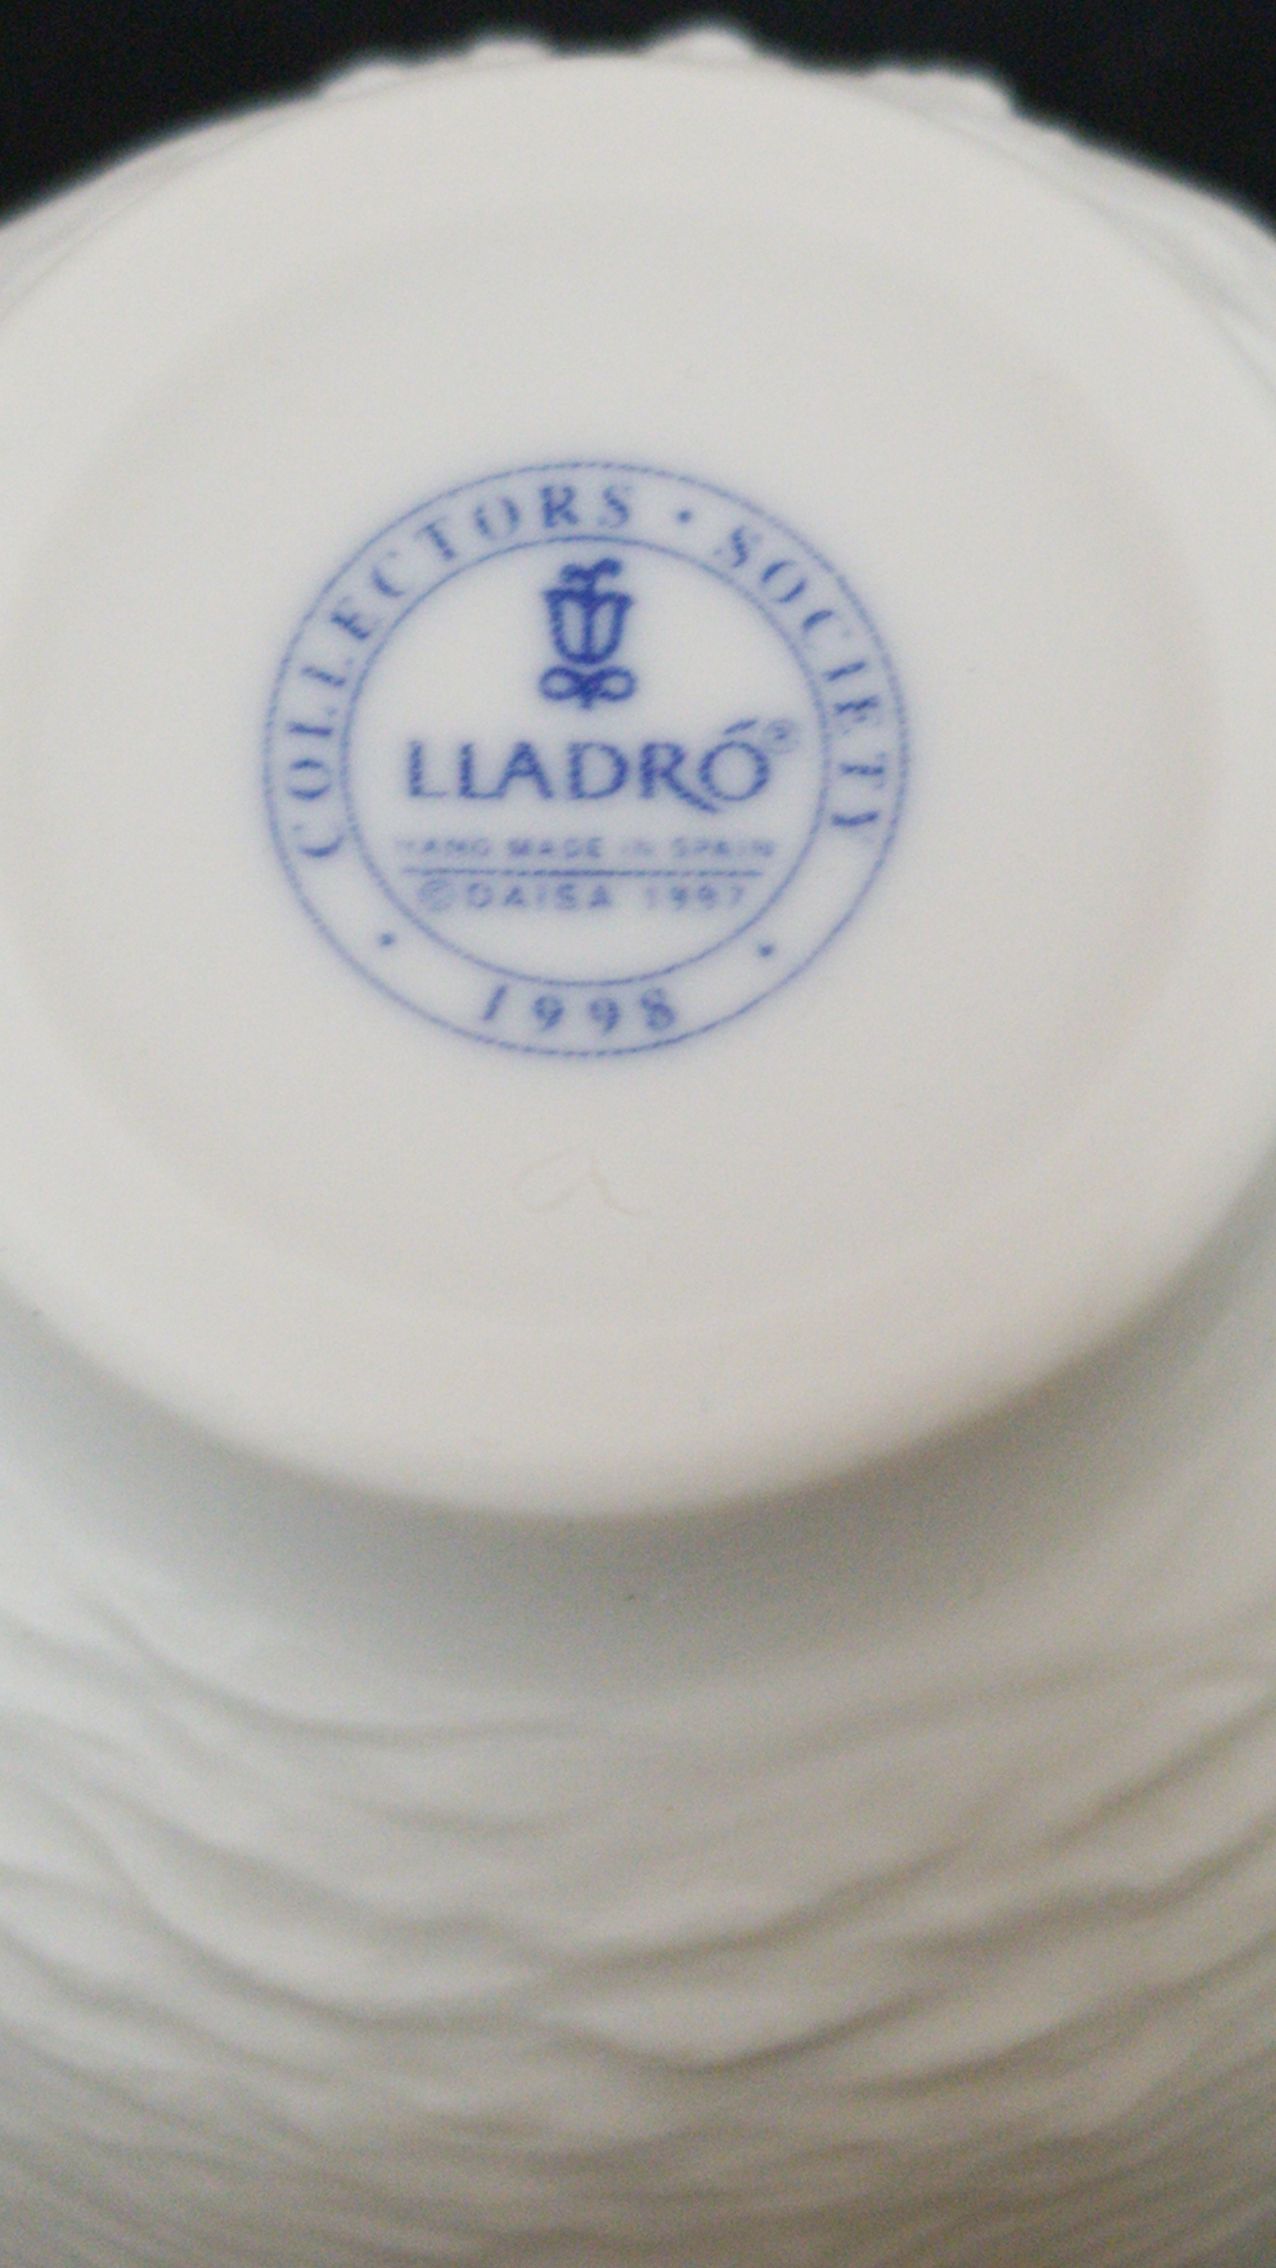 COLLECTORS · SOCIETY
LLADRÓ®
HAND MADE IN SPAIN
©DAISA 1997
· 1998 ·
a